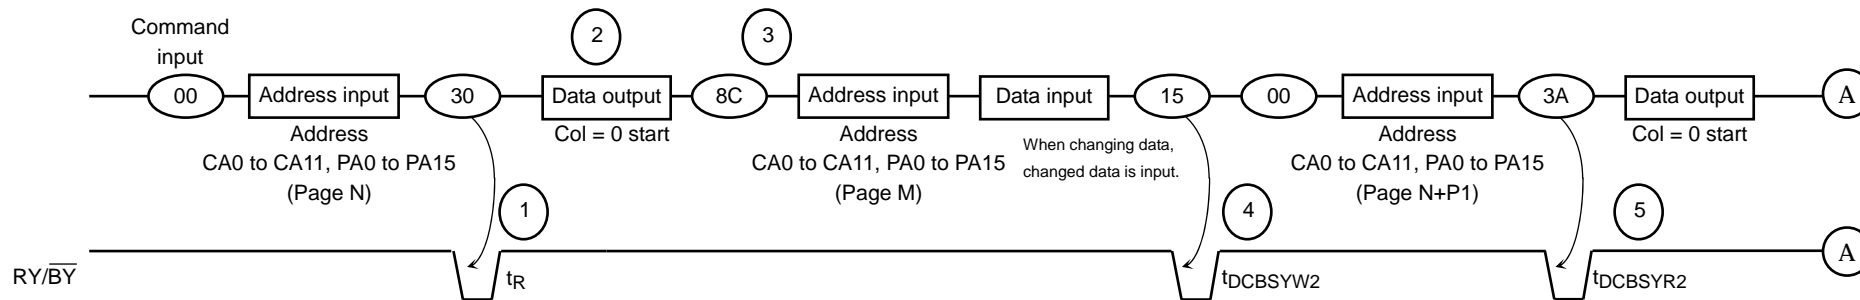 Command
input
2
3
00
Address input
30
Data output
8C
Address input
Data input
15
00
Address input
3A
Data output
A
Address
CA0 to CA11, PA0 to PA15
(Page N)
Col = 0 start
Address
CA0 to CA11, PA0 to PA15
(Page M)
When changing data,
changed data is input.
Address
CA0 to CA11, PA0 to PA15
(Page N+P1)
Col = 0 start
1
4
5
RY/BY
tR
tDCBSYW2
tDCBSYR2
A